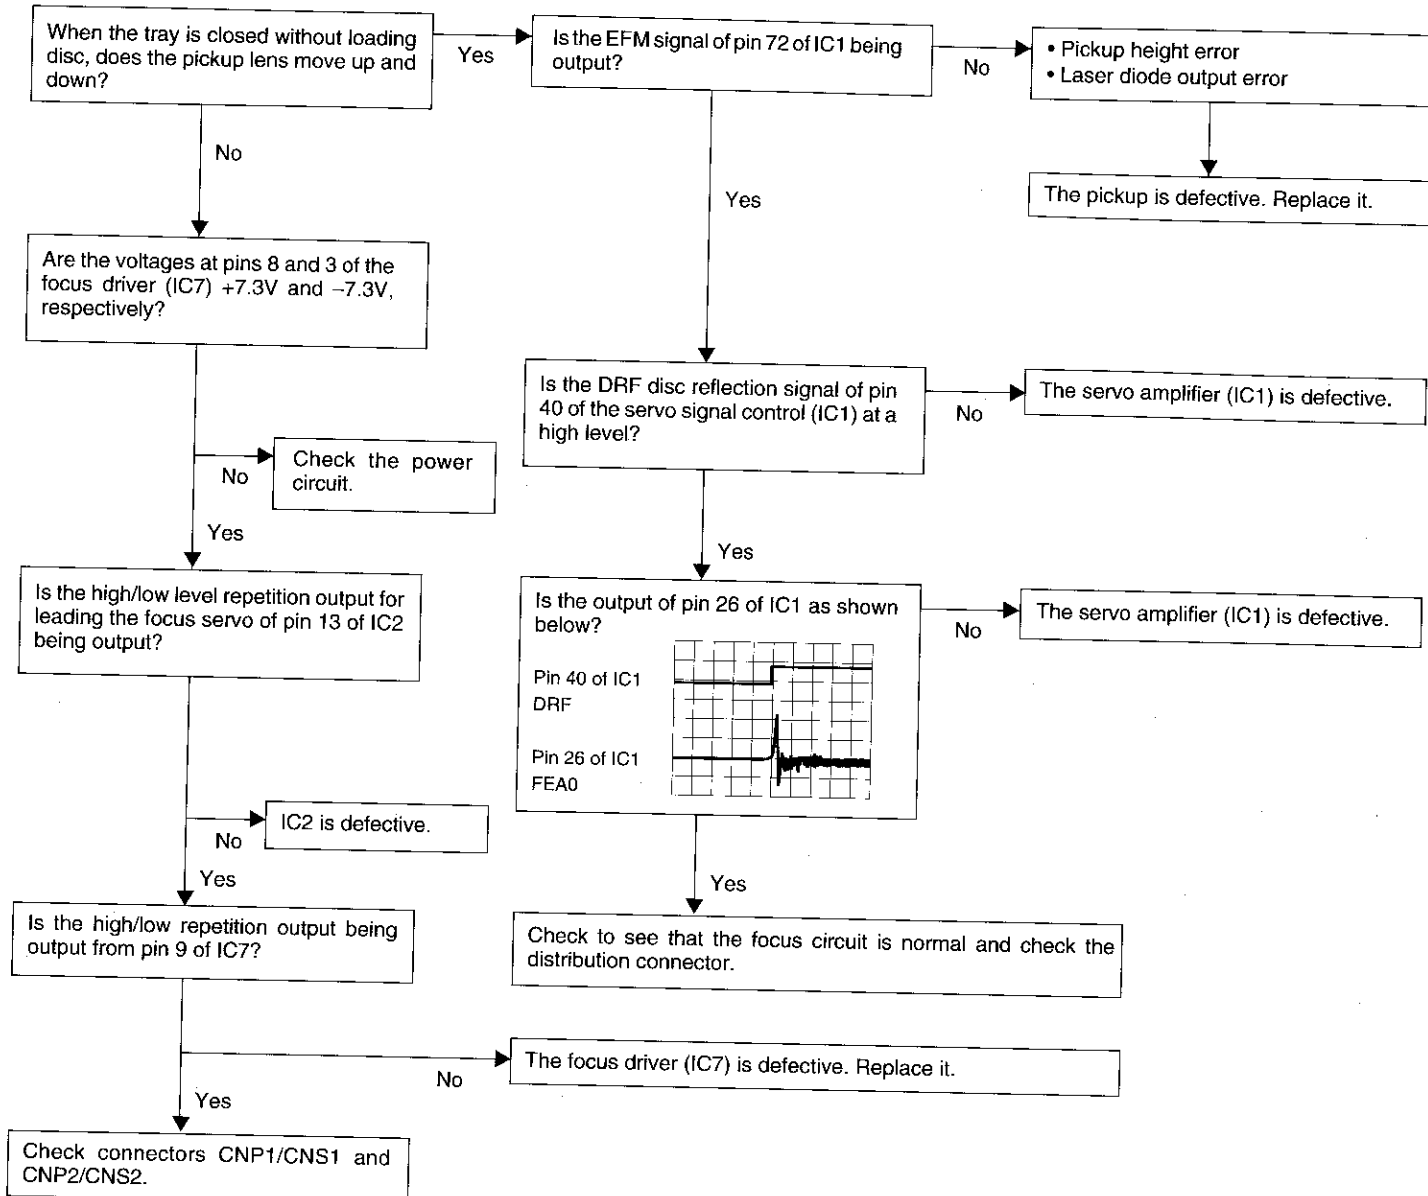 When the tray is closed without loading
disc, does the pickup lens move up and
down?
Yes
Is the EFM signal of pin 72 of IC1 being
output?
No
• Pickup height error
• Laser diode output error
No
Yes
The pickup is defective. Replace it.
Are the voltages at pins 8 and 3 of the
focus driver (IC7) +7.3V and –7.3V,
respectively?
Is the DRF disc reflection signal of pin
40 of the servo signal control (IC1) at a
high level?
No
The servo amplifier (IC1) is defective.
No
Check the power
circuit.
Yes
Yes
Is the high/low level repetition output for
leading the focus servo of pin 13 of IC2
being output?
Is the output of pin 26 of IC1 as shown
below?
Pin 40 of IC1
DRF
Pin 26 of IC1
FEA0
No
The servo amplifier (IC1) is defective.
No
IC2 is defective.
Yes
Yes
Is the high/low repetition output being
output from pin 9 of IC7?
Check to see that the focus circuit is normal and check the
distribution connector.
No
The focus driver (IC7) is defective. Replace it.
Yes
Check connectors CNP1/CNS1 and
CNP2/CNS2.